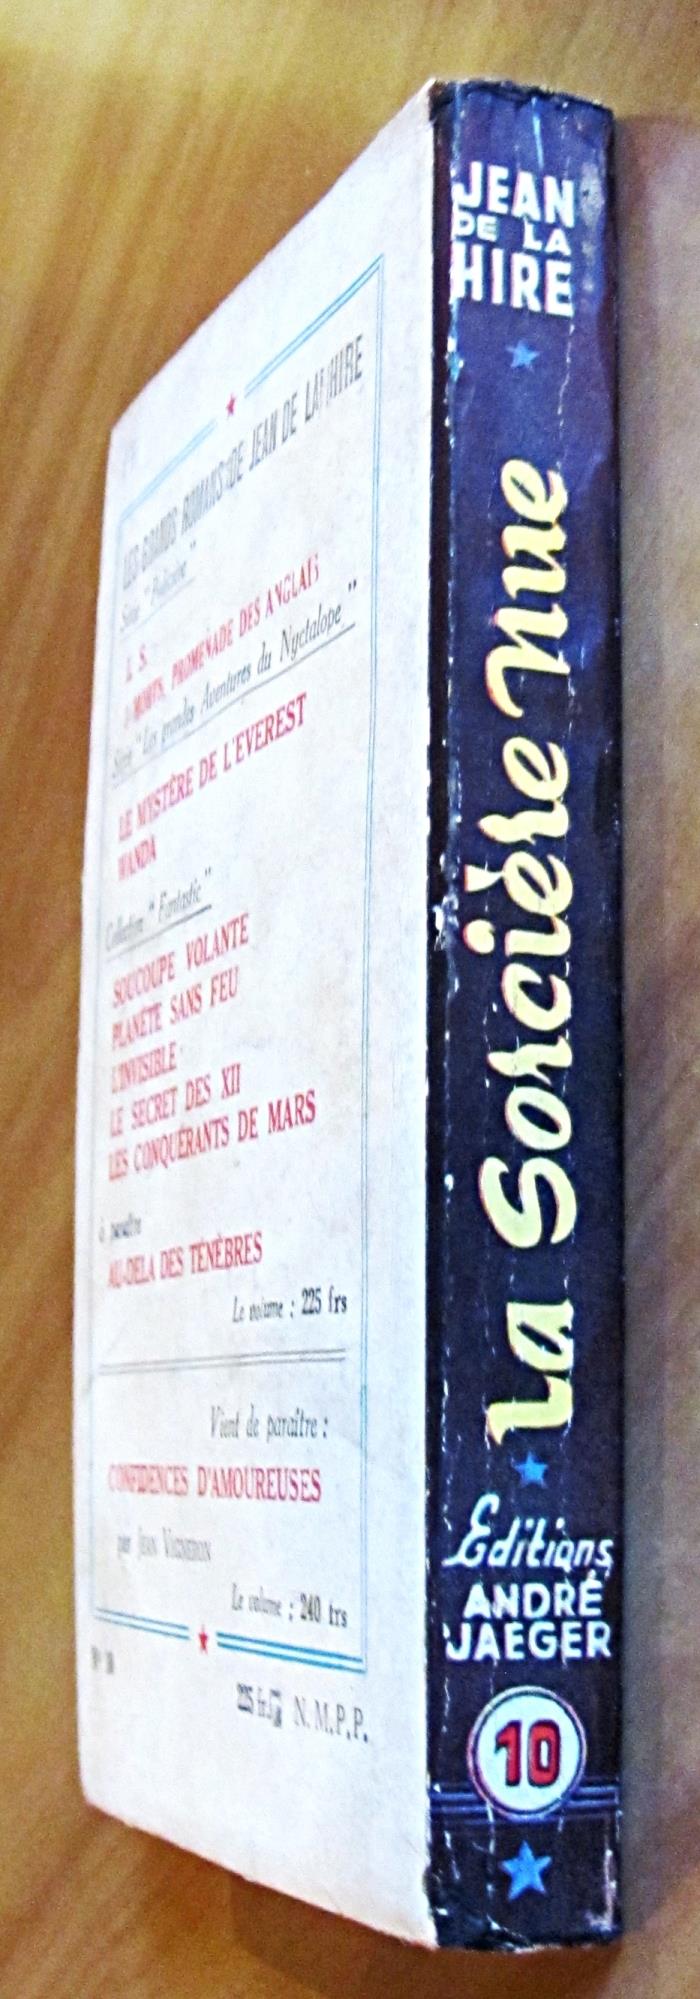 JEAN
DE LA
HIRE
La Sorcière Nue
Editions
ANDRÉ
JAEGER
10
LES GRANDS ROMANS DE JEAN DE LA HIRE
Série "Policière"
L. S.
MORTS, PROMENADE DES ANGLAIS
Série "Les grandes Aventures du Nyctalope"
LE MYSTÈRE DE L'EVEREST
WANDA
Collection "Fantastic"
SOUCOUPE VOLANTE
PLANÈTE SANS FEU
L'INVISIBLE
LE SECRET DES XII
LES CONQUÉRANTS DE MARS
à paraître
AU-DELA DES TÉNÈBRES
Le volume : 225 frs
Vient de paraître :
CONFIDENCES D'AMOUREUSES
par JEAN VIGNERON
Le volume : 240 frs
N° 10
225 fr. N.M.P.P.